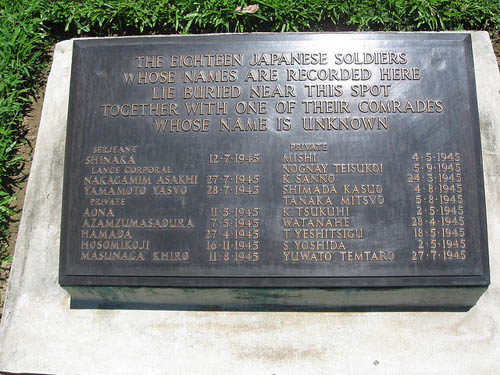 THE EIGHTEEN JAPANESE SOLDIERS
WHOSE NAMES ARE RECORDED HERE
LIE BURIED NEAR THIS SPOT
TOGETHER WITH ONE OF THEIR COMRADES
WHOSE NAME IS UNKNOWN
SERJEANT
SHINAKA 12·7·1945
LANCE CORPORAL
NAKAGAMIM ASAKHI 27·7·1945
YAMAMOTO YASVO 28·7·1945
PRIVATE
AONA 11·5·1945
AZAMZUMASADURA 7·5·1945
HAMADA 27·4·1945
HOSOMIKOJI 16·11·1945
MASUNAGA KHIRO 11·8·1945
PRIVATE
MISHI 4·5·1945
NOGNAY TEISUKOI 5·9·1945
K. SANNO 24·3·1945
SHIMADA KASUO 4·8·1945
TANAKA MITSVO 5·8·1945
K. TSUKUHI 2·5·1945
WATANAHE 28·4·1945
T. YESHITSIGU 18·5·1945
S. YOSHIDA 2·5·1945
YUWATO TEMTARO 27·7·1945